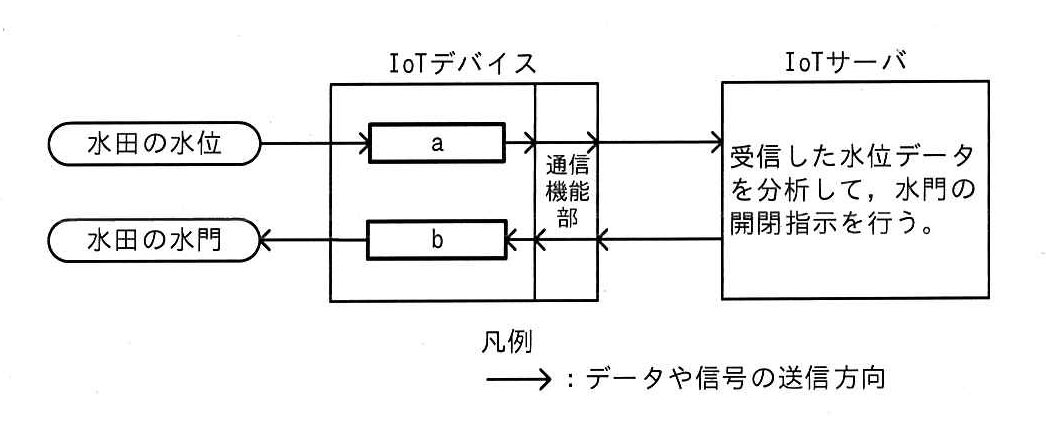 IoTデバイス
IoTサーバ
水田の水位
a
通信
機能
部
受信した水位データ
を分析して，水門の
開閉指示を行う。
水田の水門
b
凡例
：データや信号の送信方向